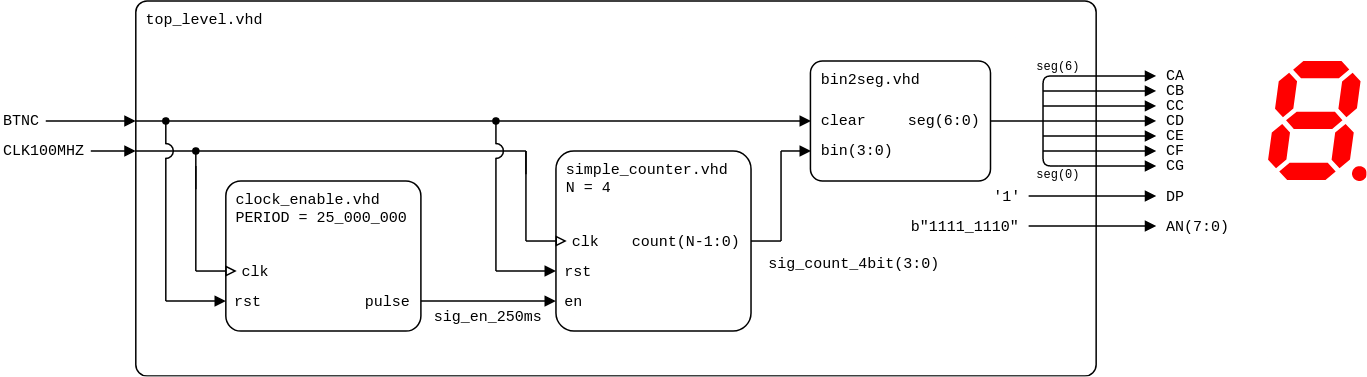 top_level.vhd
BTNC
CLK100MHZ
clock_enable.vhd
PERIOD = 25_000_000
clk
rst
pulse
sig_en_250ms
simple_counter.vhd
N = 4
clk
count(N-1:0)
rst
en
sig_count_4bit(3:0)
bin2seg.vhd
clear
seg(6:0)
bin(3:0)
seg(6)
seg(0)
CA
CB
CC
CD
CE
CF
CG
'1'
DP
b"1111_1110"
AN(7:0)